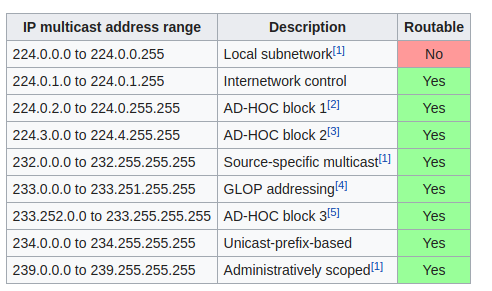 IP multicast address range Description Routable
224.0.0.0 to 224.0.0.255 Local subnetwork[1] No
224.0.1.0 to 224.0.1.255 Internetwork control Yes
224.0.2.0 to 224.0.255.255 AD-HOC block 1[2] Yes
224.3.0.0 to 224.4.255.255 AD-HOC block 2[3] Yes
232.0.0.0 to 232.255.255.255 Source-specific multicast[1] Yes
233.0.0.0 to 233.251.255.255 GLOP addressing[4] Yes
233.252.0.0 to 233.255.255.255 AD-HOC block 3[5] Yes
234.0.0.0 to 234.255.255.255 Unicast-prefix-based Yes
239.0.0.0 to 239.255.255.255 Administratively scoped[1] Yes